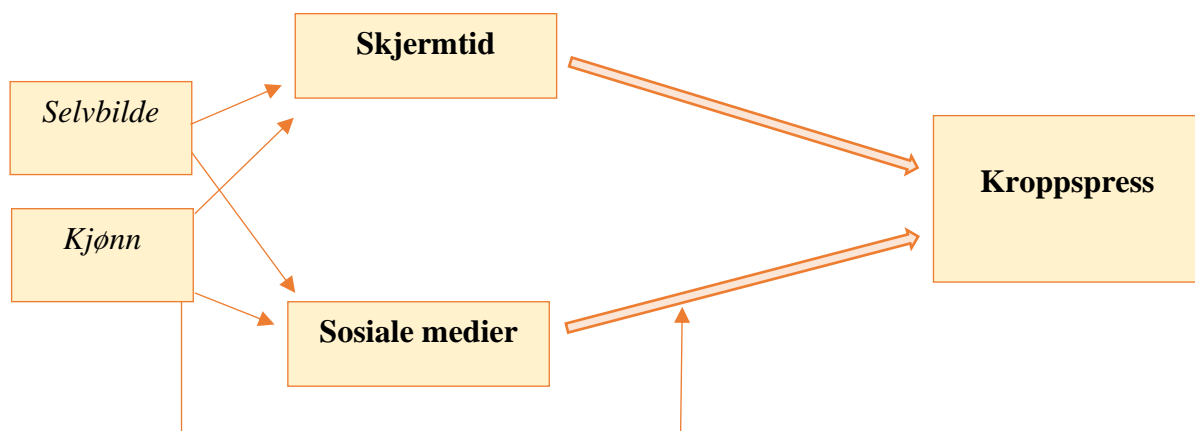 Skjermtid
Selvbilde
Kroppspress
Kjønn
Sosiale medier